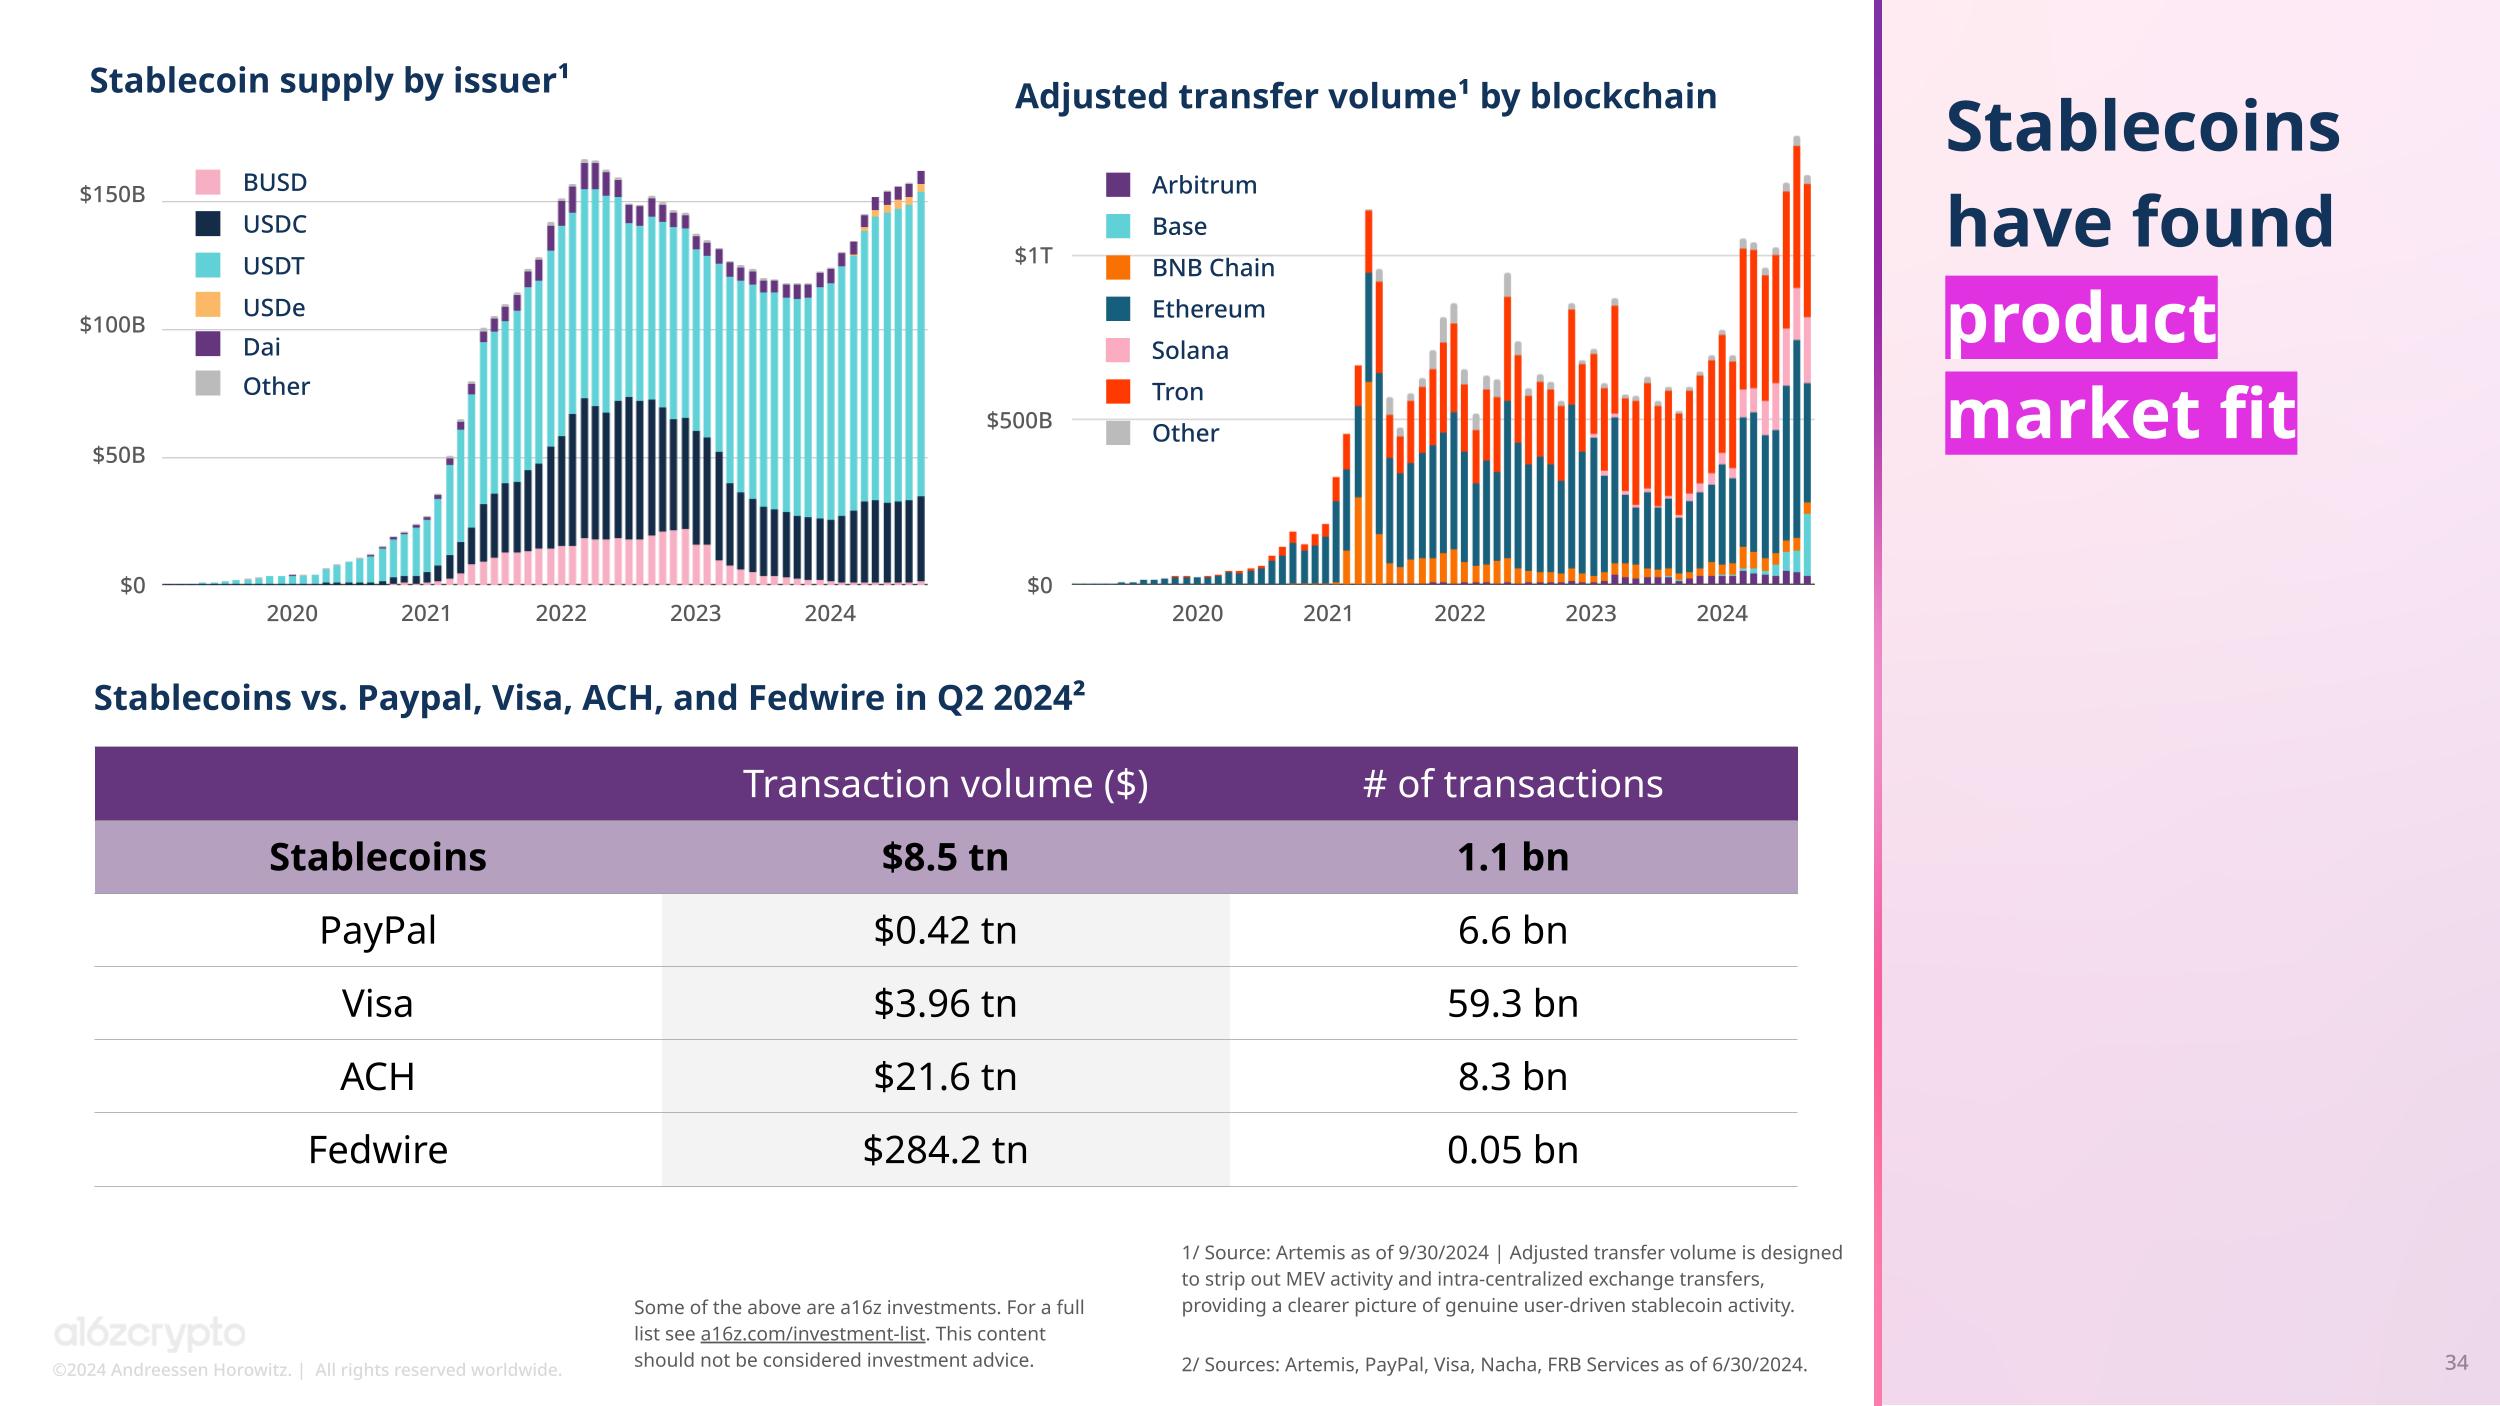 Stablecoin supply by issuer¹
$150B
$100B
$50B
$0
BUSD
USDC
USDT
USDe
Dai
Other
2020 2021 2022 2023 2024
Adjusted transfer volume¹ by blockchain
$1T
$500B
$0
Arbitrum
Base
BNB Chain
Ethereum
Solana
Tron
Other
2020 2021 2022 2023 2024
Stablecoins
have found
product
market fit
Stablecoins vs. Paypal, Visa, ACH, and Fedwire in Q2 2024²
Transaction volume ($) # of transactions
Stablecoins $8.5 tn 1.1 bn
PayPal $0.42 tn 6.6 bn
Visa $3.96 tn 59.3 bn
ACH $21.6 tn 8.3 bn
Fedwire $284.2 tn 0.05 bn
1/ Source: Artemis as of 9/30/2024 | Adjusted transfer volume is designed
to strip out MEV activity and intra-centralized exchange transfers,
providing a clearer picture of genuine user-driven stablecoin activity.
2/ Sources: Artemis, PayPal, Visa, Nacha, FRB Services as of 6/30/2024.
Some of the above are a16z investments. For a full
list see a16z.com/investment-list. This content
should not be considered investment advice.
a16zcrypto
©2024 Andreessen Horowitz. | All rights reserved worldwide.
34